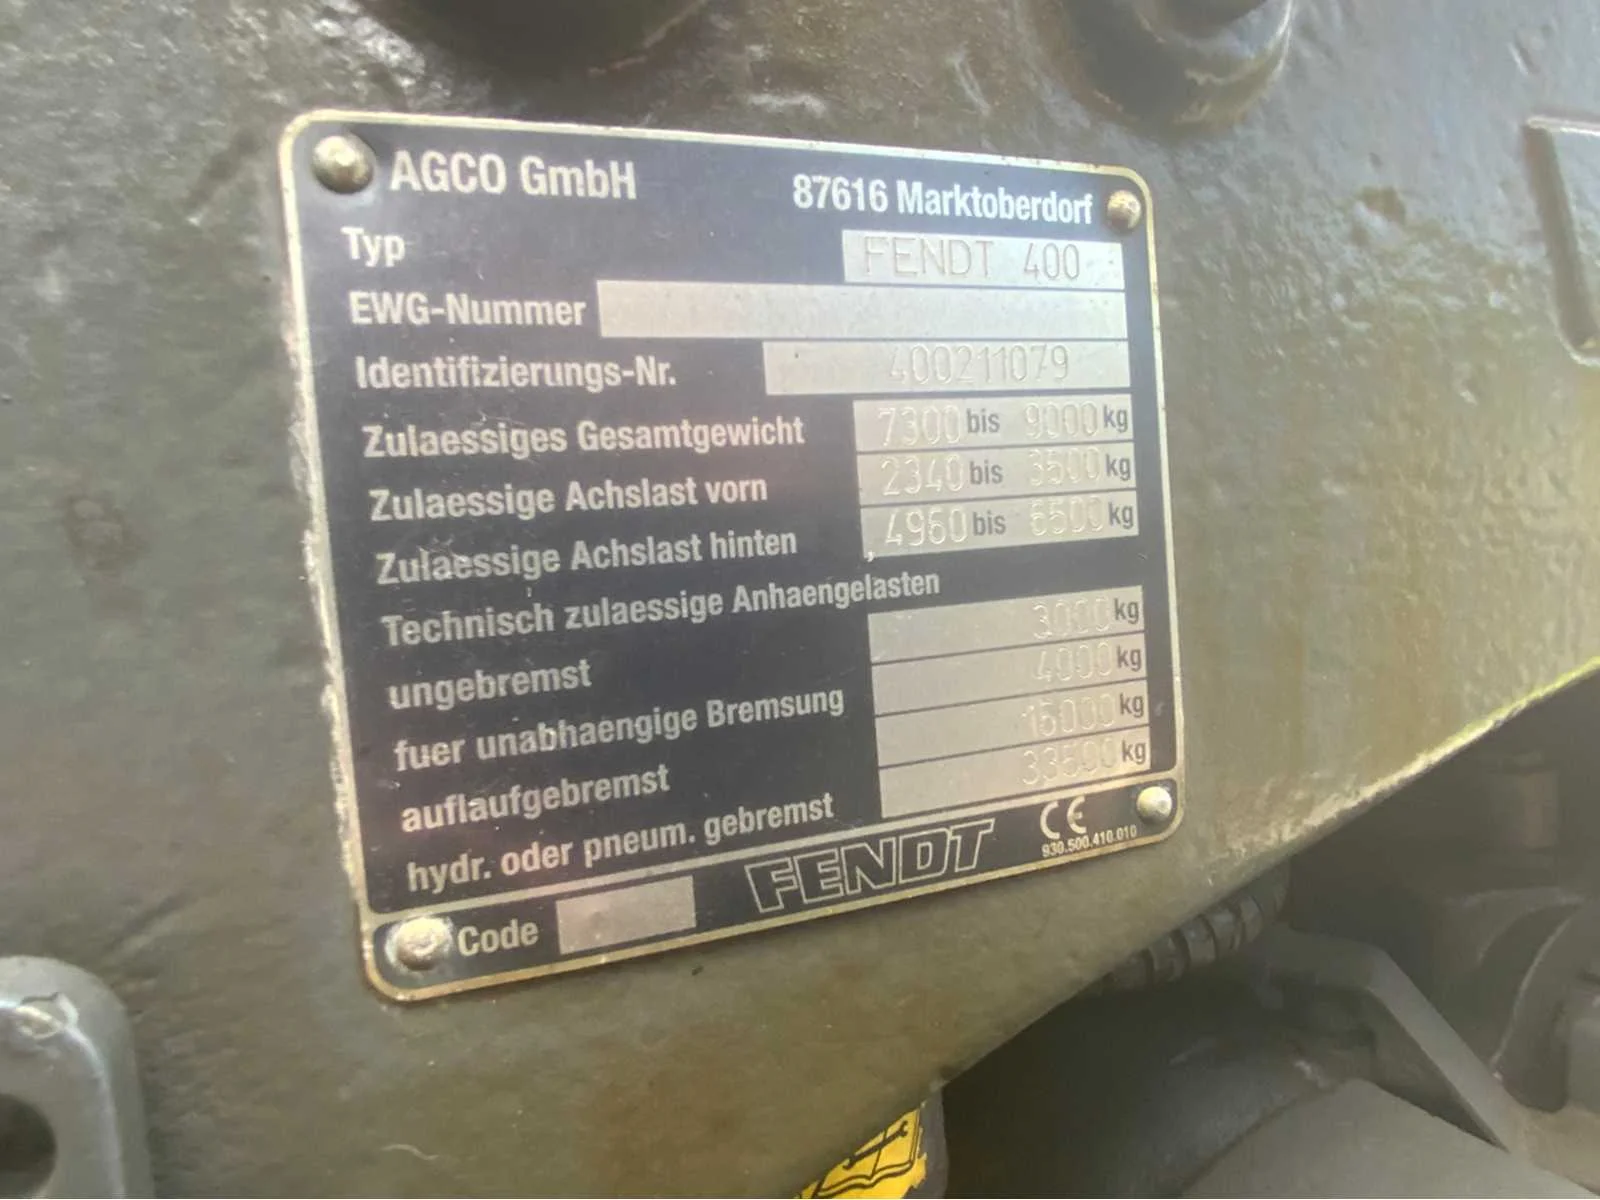 AGCO GmbH 87616 Marktoberdorf
Typ FENDT 400
EWG-Nummer
Identifizierungs-Nr. 400211079
Zulaessiges Gesamtgewicht 7300 bis 9000 kg
Zulaessige Achslast vorn 2340 bis 3500 kg
Zulaessige Achslast hinten 4960 bis 6500 kg
Technisch zulaessige Anhaengelasten
ungebremst 3000 kg
fuer unabhaengige Bremsung 4000 kg
auflaufgebremst 16000 kg
hydr. oder pneum. gebremst 33500 kg
Code FENDT CE
930.500.410.010